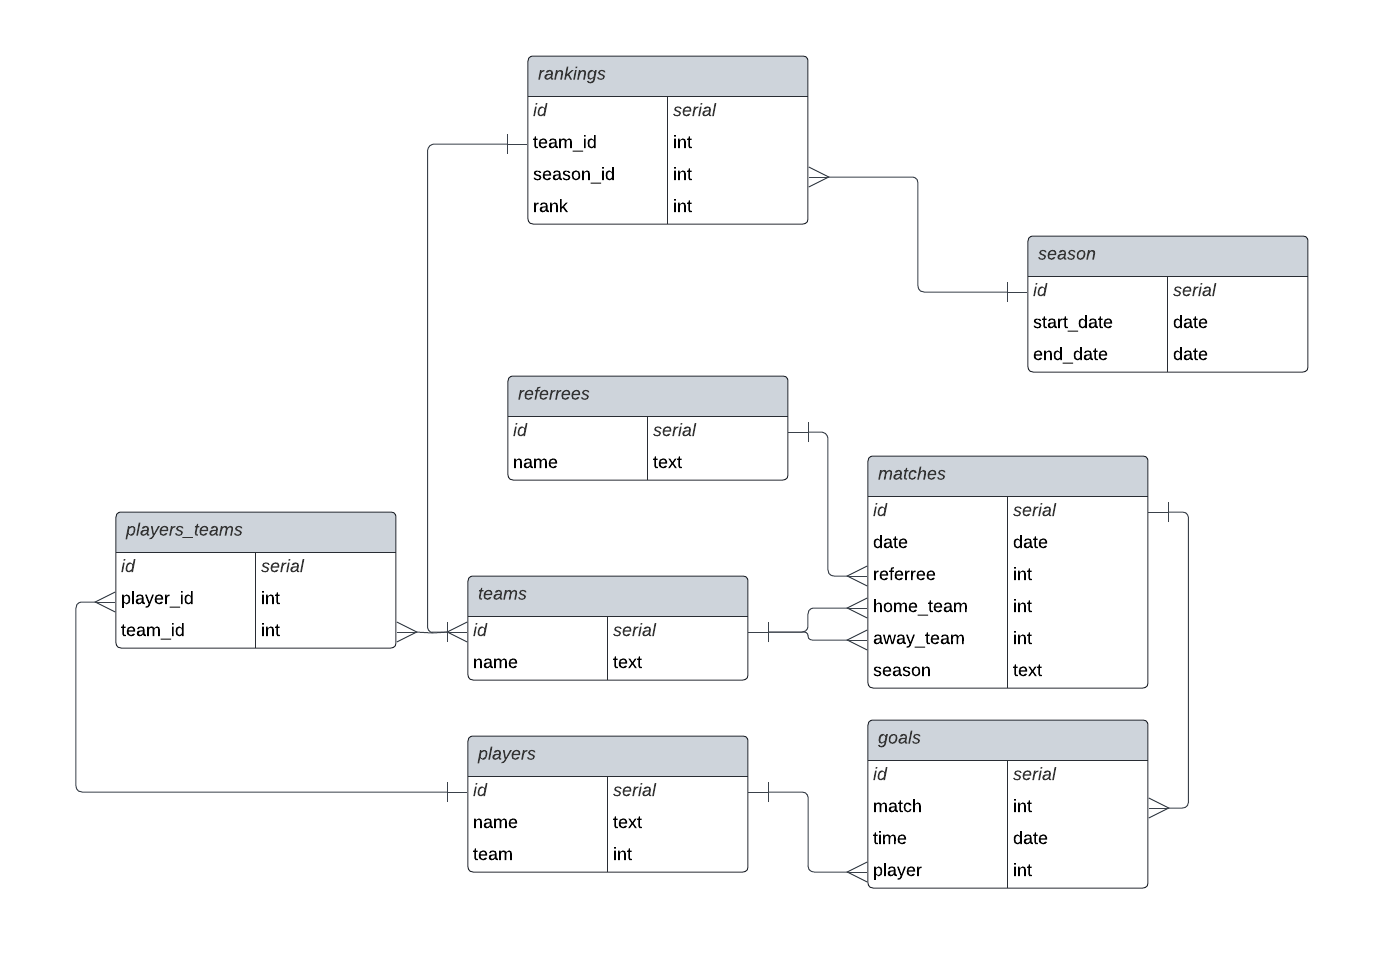 rankings
id serial
team_id int
season_id int
rank int
season
id serial
start_date date
end_date date
referrees
id serial
name text
matches
id serial
date date
referree int
home_team int
away_team int
season text
players_teams
id serial
player_id int
team_id int
teams
id serial
name text
players
id serial
name text
team int
goals
id serial
match int
time date
player int